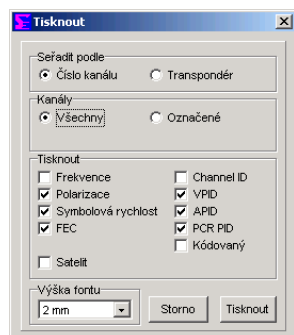 Tisknout
Seřadit podle
Číslo kanálu Transpondér
Kanály
Všechny Označené
Tisknout
Frekvence Channel ID
Polarizace VPID
Symbolová rychlost APID
FEC PCR PID
Kódovaný
Satelit
Výška fontu
2 mm Storno Tisknout